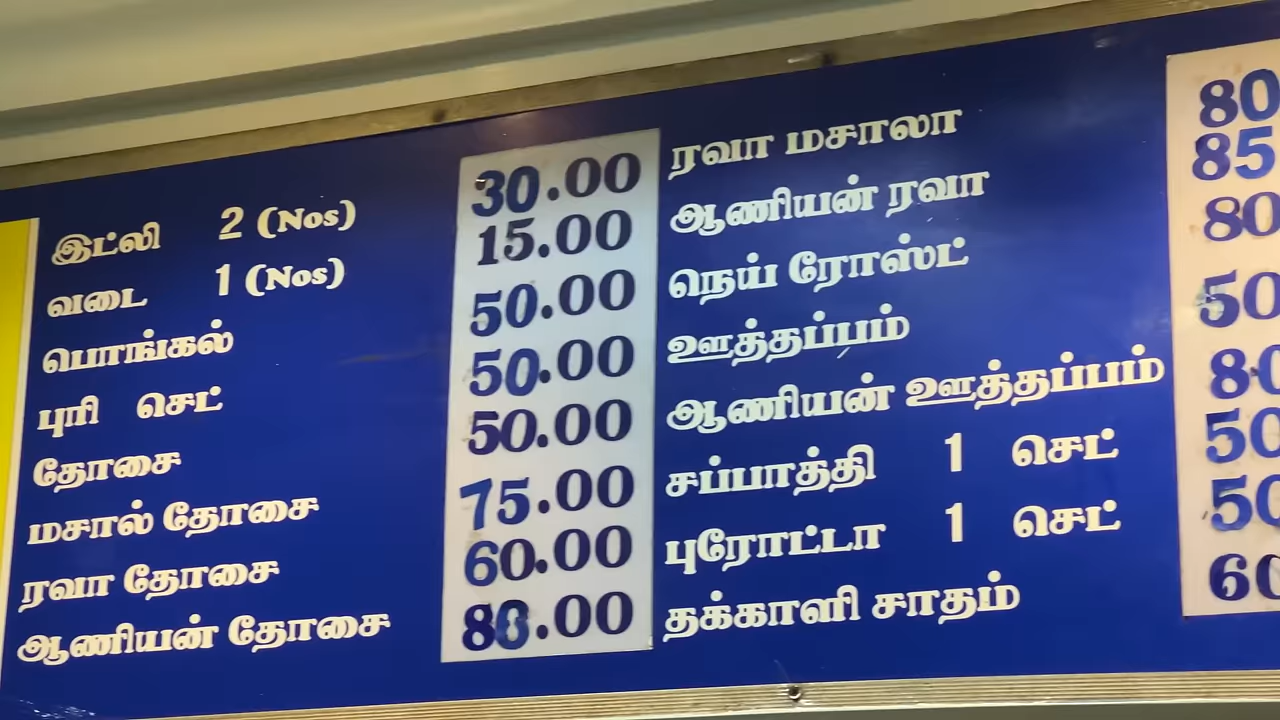 இட்லி 2 (Nos) 30.00
வடை 1 (Nos) 15.00
பொங்கல் 50.00
புரி செட் 50.00
தோசை 50.00
மசால் தோசை 75.00
ரவா தோசை 60.00
ஆணியன் தோசை 80.00
ரவா மசாலா 80
ஆணியன் ரவா 85
நெய் ரோஸ்ட் 80
ஊத்தப்பம் 50
ஆணியன் ஊத்தப்பம் 80
சப்பாத்தி 1 செட் 50
புரோட்டா 1 செட் 50
தக்காளி சாதம் 60